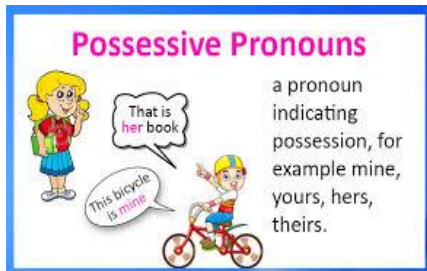 Possessive Pronouns
That is
her book
This bicycle
is mine
a pronoun
indicating
possession, for
example mine,
yours, hers,
theirs.